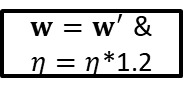 𝐰 = 𝐰′ &
𝜂 = 𝜂*1.2